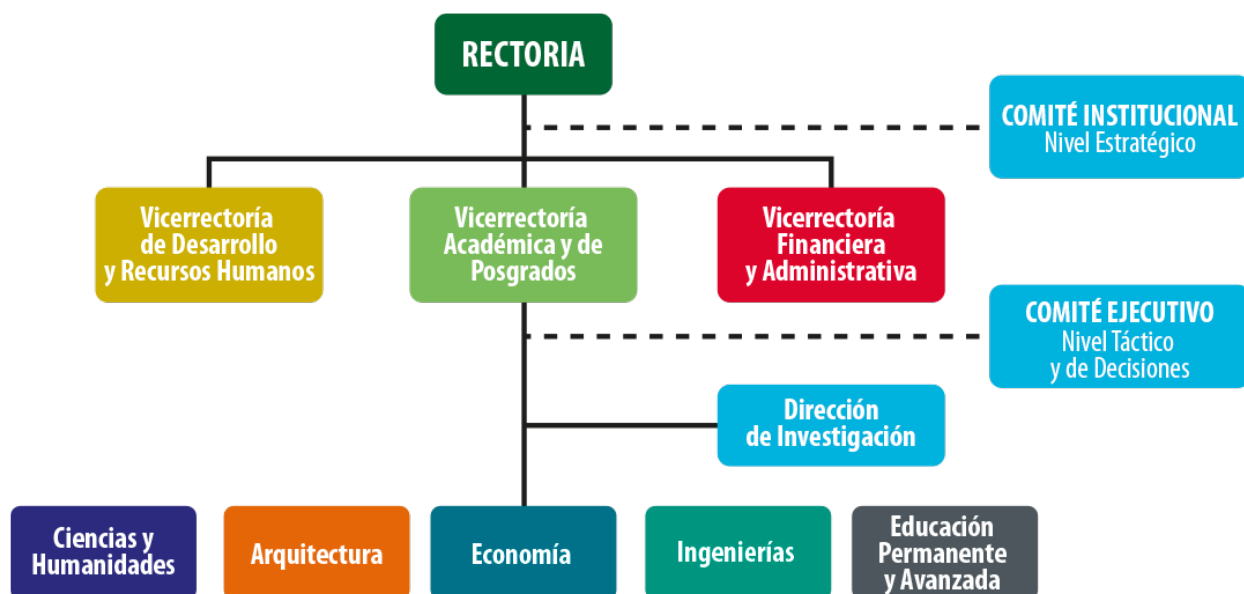 RECTORIA
COMITÉ INSTITUCIONAL
Nivel Estratégico
Vicerrectoría
de Desarrollo
y Recursos Humanos
Vicerrectoría
Académica y de
Posgrados
Vicerrectoría
Financiera
y Administrativa
COMITÉ EJECUTIVO
Nivel Táctico
y de Decisiones
Dirección
de Investigación
Ciencias y
Humanidades
Arquitectura
Economía
Ingenierías
Educación
Permanente
y Avanzada